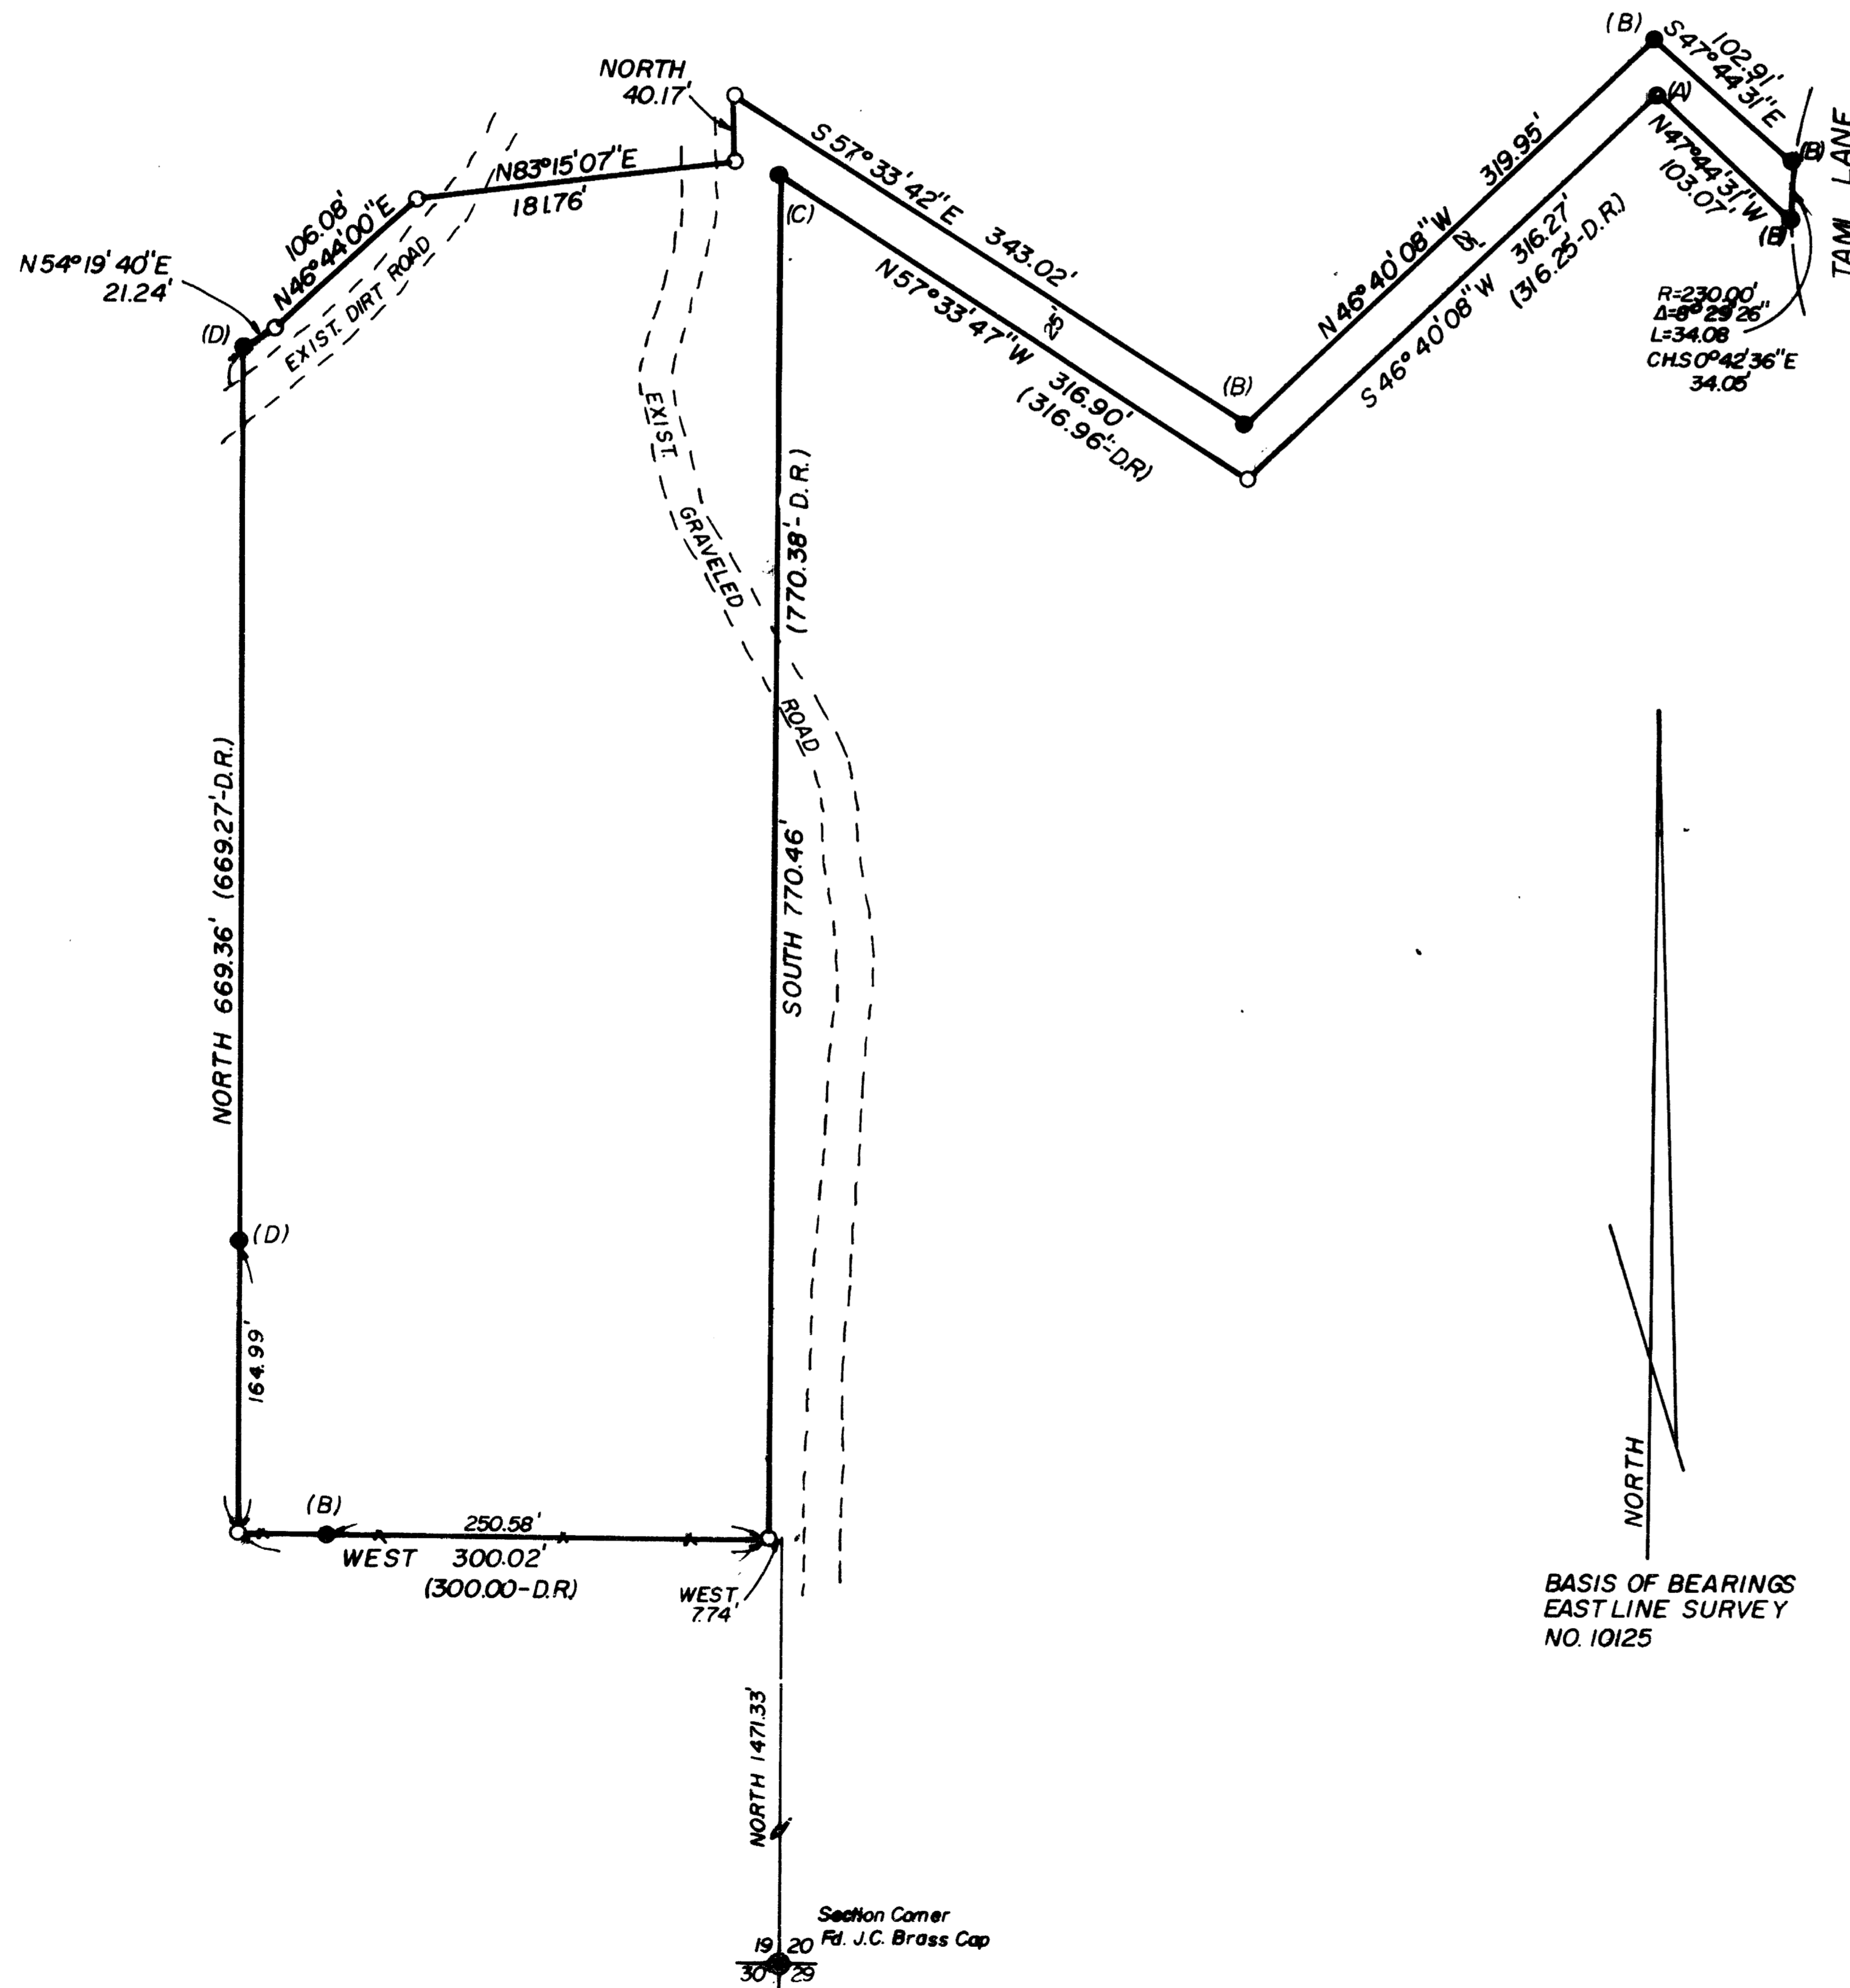 NORTH
40.17'
(B)
102.91'
S47°44'31"E
(A)
N47°44'31"W
103.07'
(B)
(B)
TAM LANE
S57°33'42"E 343.02'
N46°40'08"W 319.95'
25'
S46°40'08"W 316.27'
(316.25'-D.R.)
R=230.00'
Δ=8°29'26"
L=34.08
CH.S0°42'36"E
34.05'
N83°15'07"E
181.76'
106.08'
N46°44'00"E
N54°19'40"E
21.24'
(D)
EXIST. DIRT ROAD
(C)
25'
N57°33'47"W 316.90'
(316.96'-D.R.)
(B)
EXIST.
GRAVELED
ROAD
(770.38'-D.R.)
SOUTH 770.46'
NORTH 669.36' (669.27'-D.R.)
(D)
164.99'
(B)
250.58'
WEST 300.02'
(300.00-D.R.)
WEST
7.74'
NORTH 1471.33'
NORTH
BASIS OF BEARINGS
EAST LINE SURVEY
NO. 10125
Section Corner
Fd. J.C. Brass Cap
19 20
30 29